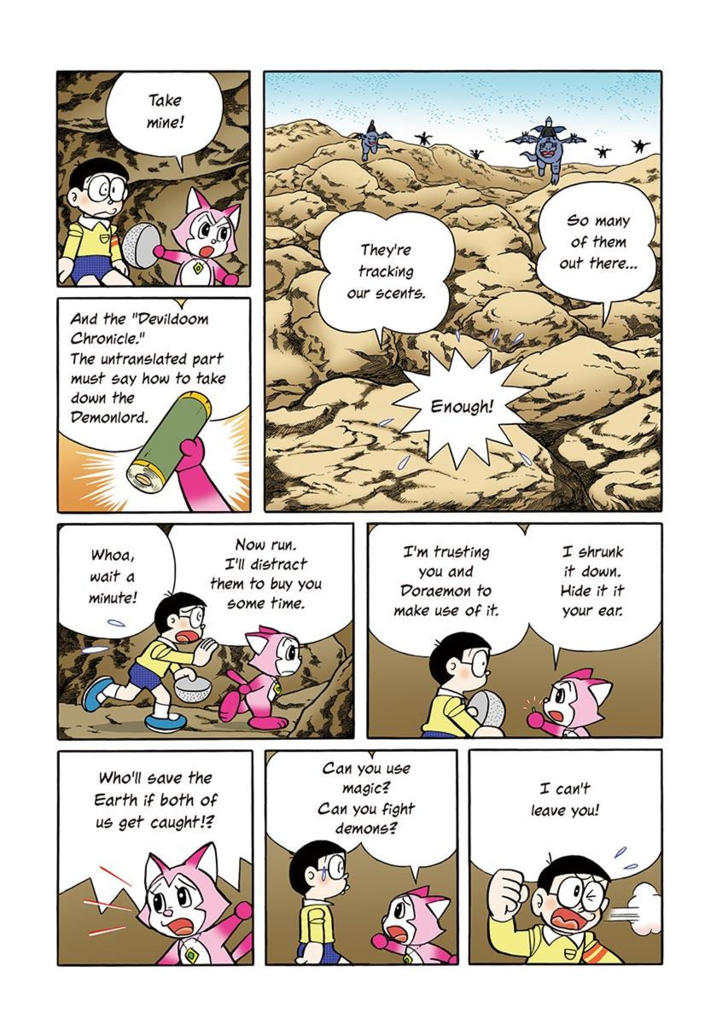 So many
of them
out there...
They're
tracking
our scents.
Enough!
Take
mine!
And the "Devildoom
Chronicle."
The untranslated part
must say how to take
down the
Demonlord.
I shrunk
it down.
Hide it it
your ear.
I'm trusting
you and
Doraemon to
make use of it.
Now run.
I'll distract
them to buy you
some time.
Whoa,
wait a
minute!
I can't
leave you!
Can you use
magic?
Can you fight
demons?
Who'll save the
Earth if both of
us get caught!?